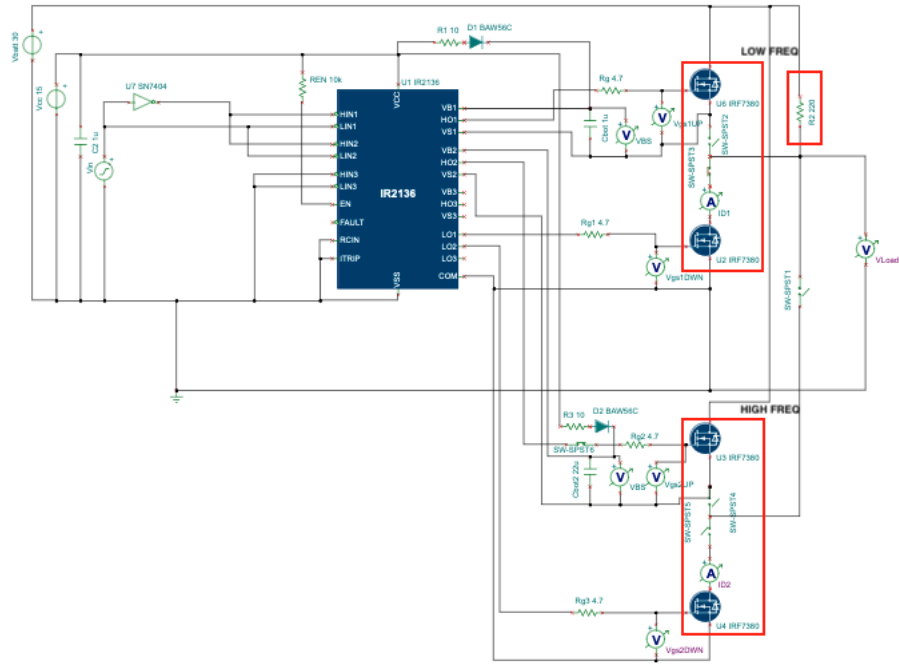 Vbatt 30
Vcc 15
C2 1u
Vin
U7 SN7404
REN 10k
R1 10
D1 BAW56C
U1 IR2136
VCC
HIN1
LIN1
HIN2
LIN2
HIN3
LIN3
EN
FAULT
RCIN
ITRIP
VSS
IR2136
VB1
HO1
VS1
VB2
HO2
VS2
VB3
HO3
VS3
LO1
LO2
LO3
COM
Cbot 1u
VBS
Rg 4.7
Vgs1UP
LOW FREQ
U6 IRF7380
SW-SPST2
SW-SPST3
A
ID1
U2 IRF7380
R2 220
Rg1 4.7
V
Vgs1DWN
V
VLoad
SW-SPST1
HIGH FREQ
R3 10
D2 BAW56C
SW-SPST6
Rg2 4.7
Cbot2 22u
V
VBS
V
Vgs2UP
U3 IRF7380
SW-SPST4
SW-SPST5
A
ID2
U4 IRF7380
Rg3 4.7
V
Vgs2DWN
V
V